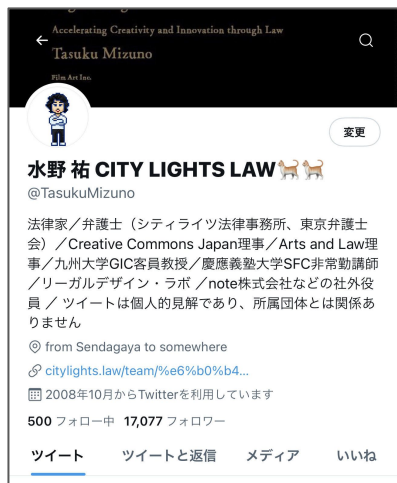 Accelerating Creativity and Innovation through Law
Tasuku Mizuno
Film Art Inc.
変更
水野 祐 CITY LIGHTS LAW🐈🐈
@TasukuMizuno
法律家／弁護士（シティライツ法律事務所、東京弁護士
会）／Creative Commons Japan理事／Arts and Law理
事／九州大学GIC客員教授／慶應義塾大学SFC非常勤講師
／リーガルデザイン・ラボ ／note株式会社などの社外役
員 ／ ツイートは個人的見解であり、所属団体とは関係あ
りません
from Sendagaya to somewhere
citylights.law/team/%e6%b0%b4...
2008年10月からTwitterを利用しています
500 フォロー中 17,077 フォロワー
ツイート ツイートと返信 メディア いいね